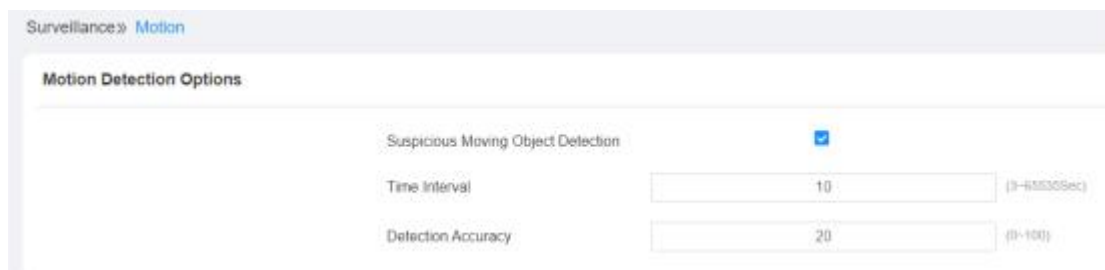 Surveillance» Motion
Motion Detection Options
Suspicious Moving Object Detection
Time Interval 10 (3~65535Sec)
Detection Accuracy 20 (0~100)